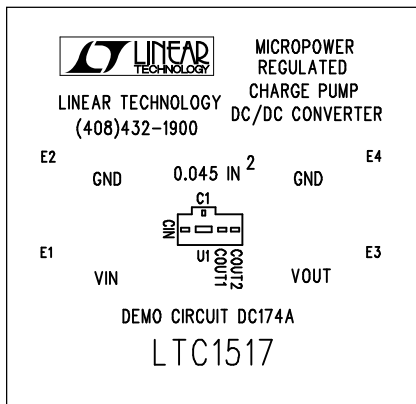 LINEAR
TECHNOLOGY
MICROPOWER
REGULATED
CHARGE PUMP
DC/DC CONVERTER
LINEAR TECHNOLOGY
(408)432-1900
E2
GND
0.045 IN 2
GND
E4
C1
CIN
U1
COUT1
COUT2
E1
VIN
VOUT
E3
DEMO CIRCUIT DC174A
LTC1517